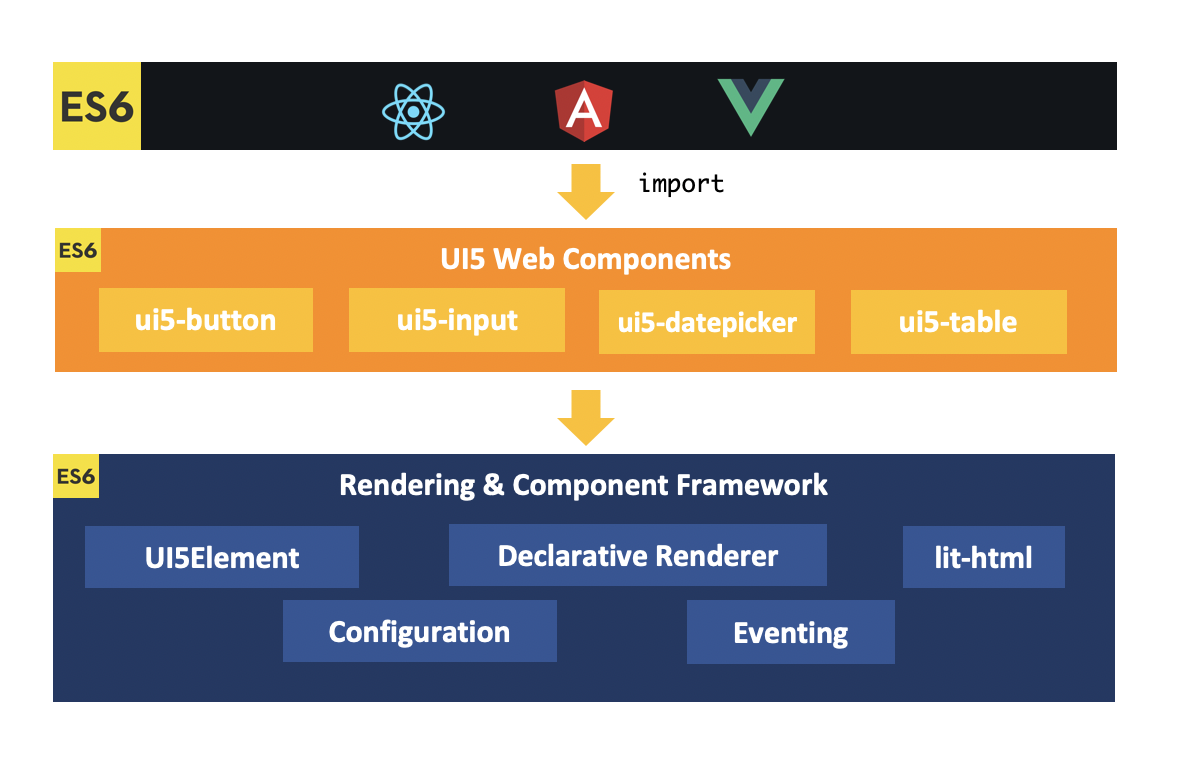 ES6
A
import
ES6
UI5 Web Components
ui5-button
ui5-input
ui5-datepicker
ui5-table
ES6
Rendering & Component Framework
UI5Element
Declarative Renderer
lit-html
Configuration
Eventing